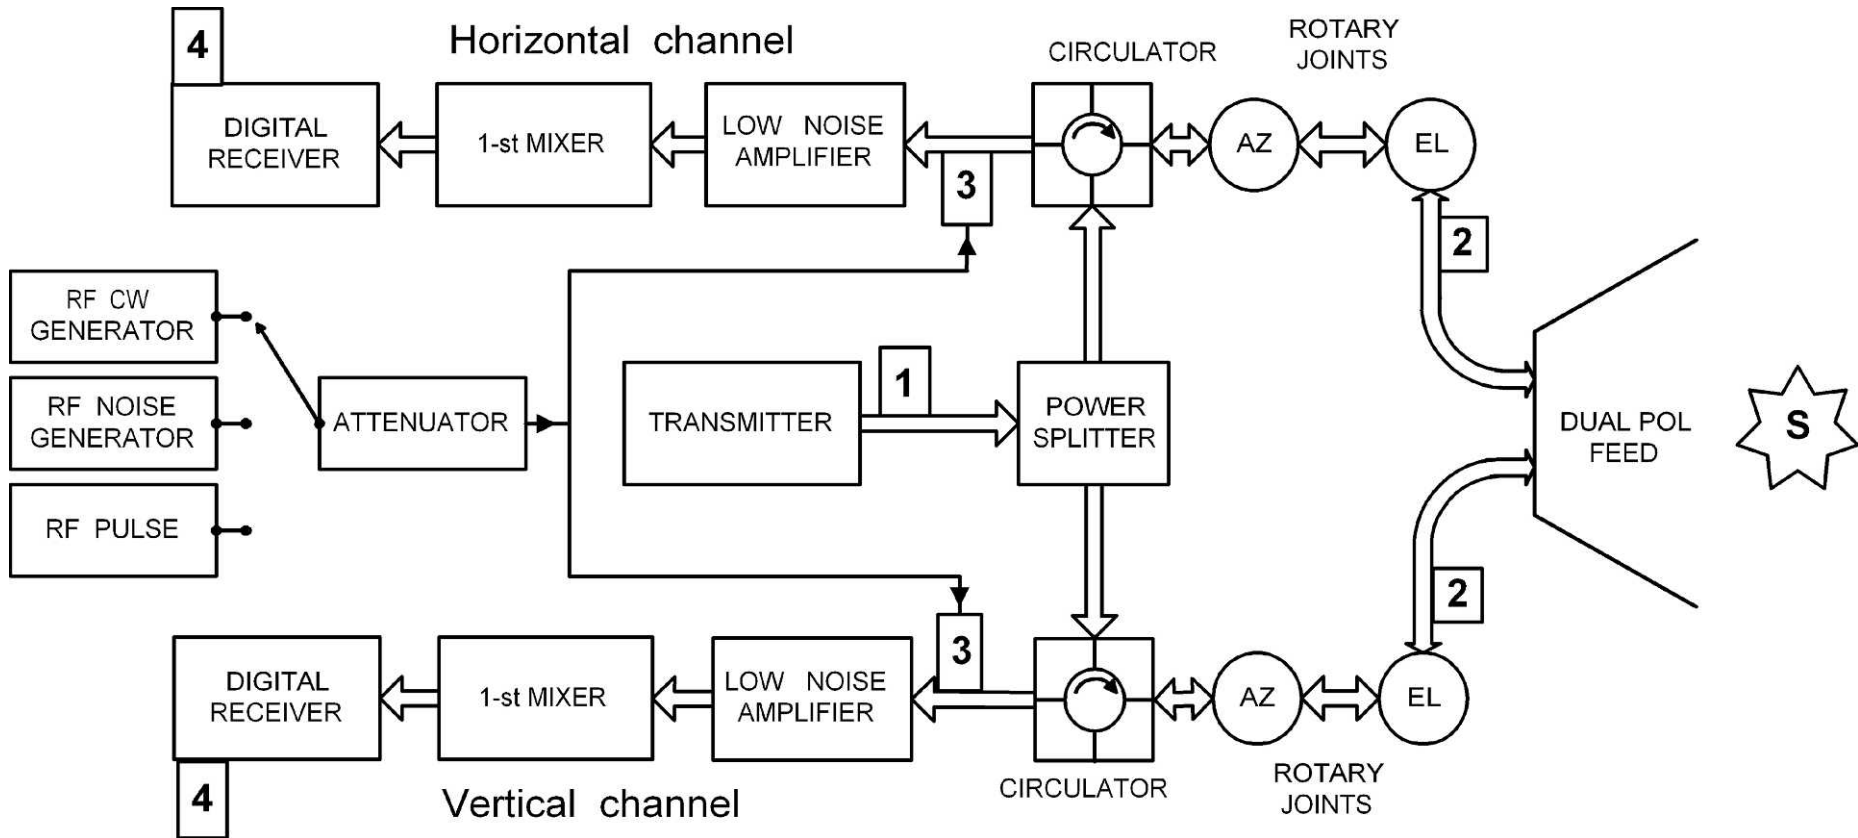 4
Horizontal channel
CIRCULATOR
ROTARY
JOINTS
DIGITAL
RECEIVER
1-st MIXER
LOW NOISE
AMPLIFIER
3
AZ
EL
2
RF CW
GENERATOR
RF NOISE
GENERATOR
RF PULSE
ATTENUATOR
TRANSMITTER
1
POWER
SPLITTER
DUAL POL
FEED
S
2
3
DIGITAL
RECEIVER
1-st MIXER
LOW NOISE
AMPLIFIER
AZ
EL
4
Vertical channel
CIRCULATOR
ROTARY
JOINTS